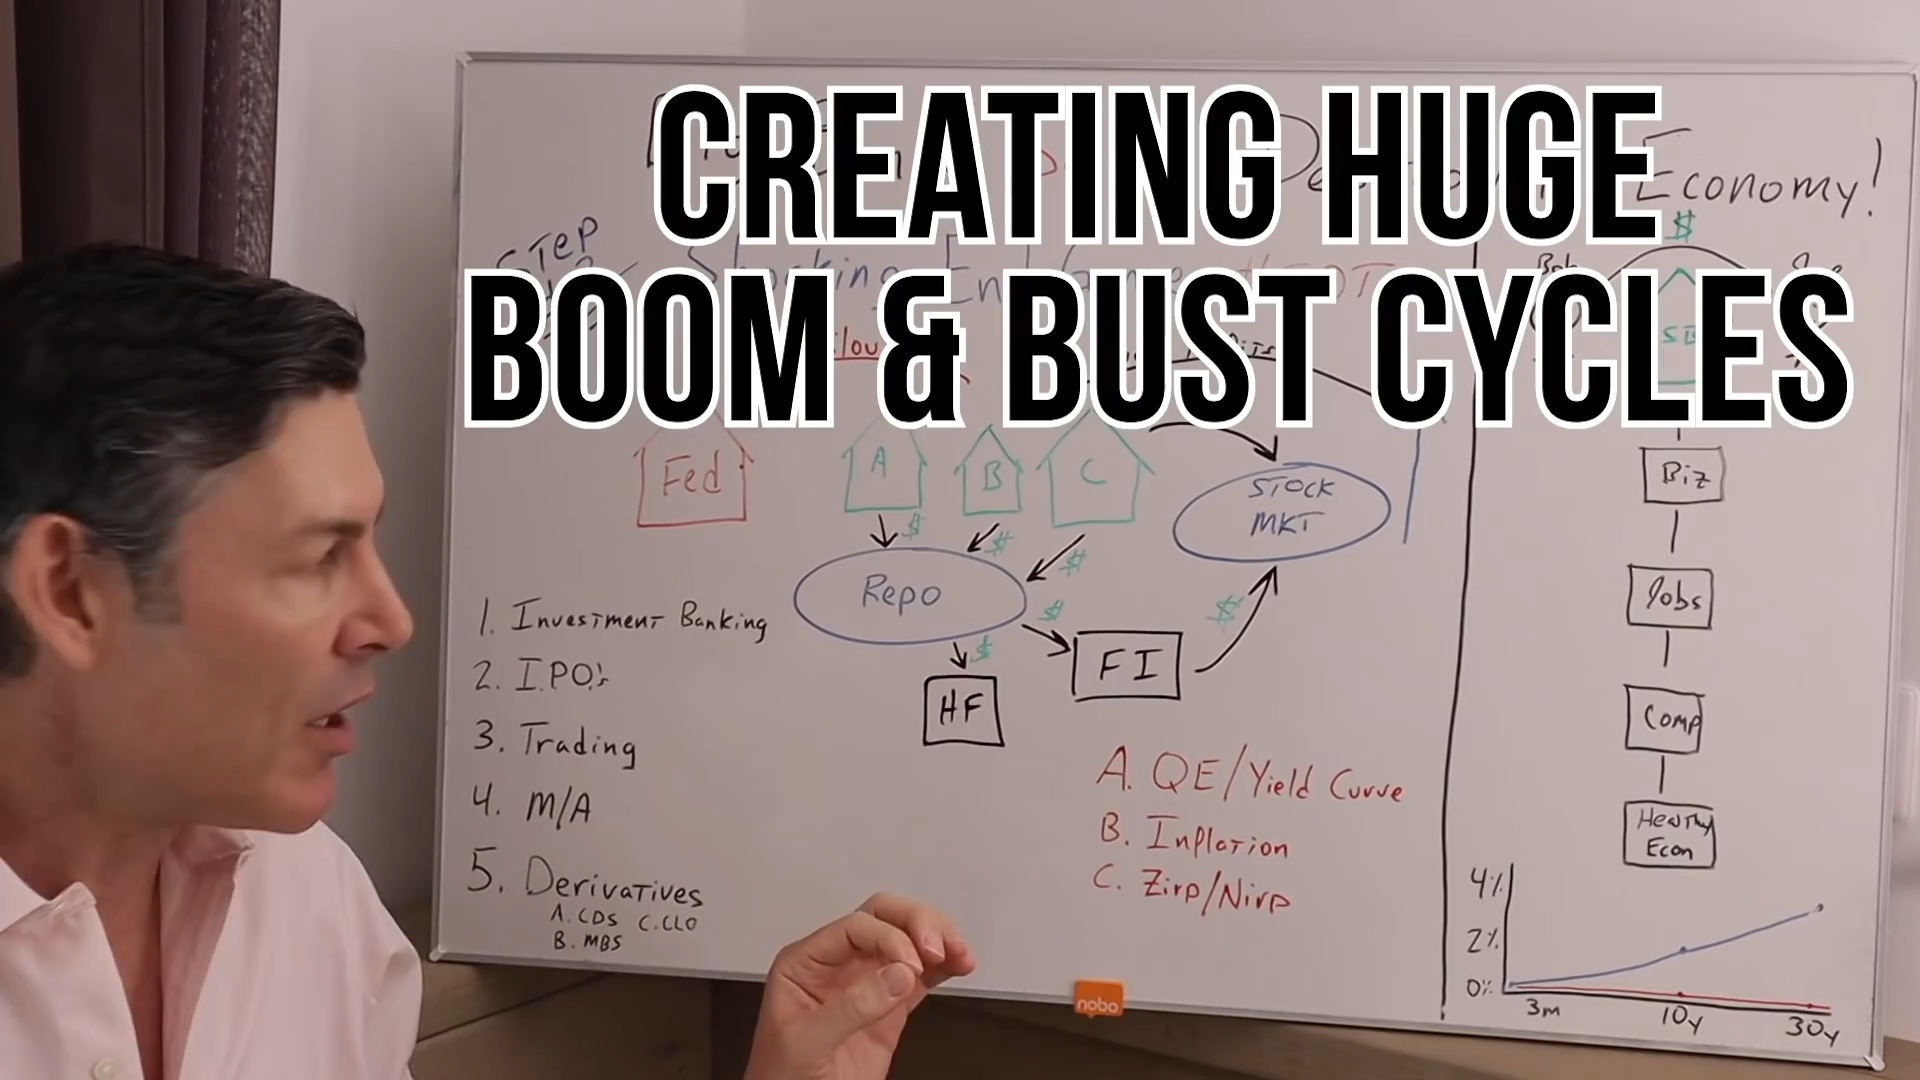 CREATING HUGE
BOOM & BUST CYCLES
Economy!
STEP
$
Fed
A
B
C
$
$
$
STOCK
MKT
Repo
$
$
$
HF
FI
1. Investment Banking
2. I.PO's
3. Trading
4. M/A
5. Derivatives
A. CDS C. CLO
B. MBS
A. QE/Yield Curve
B. Inflation
C. Zirp/Nirp
Biz
Jobs
Comp
Healthy
Econ
4%
2%
0%
3m
10y
30y
nobo